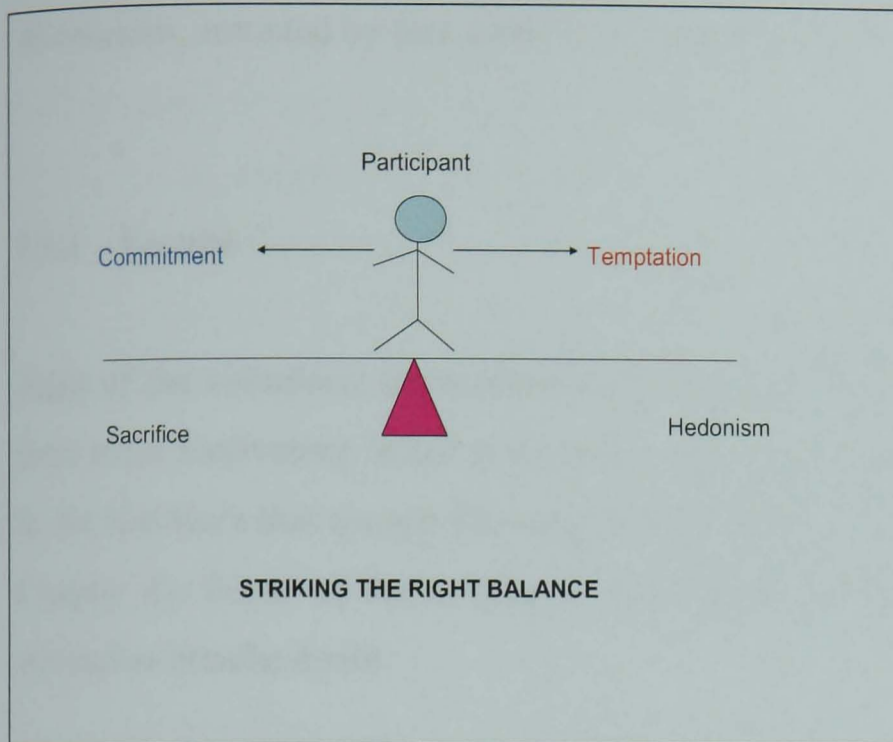 Participant
Commitment
Temptation
Sacrifice
Hedonism
STRIKING THE RIGHT BALANCE